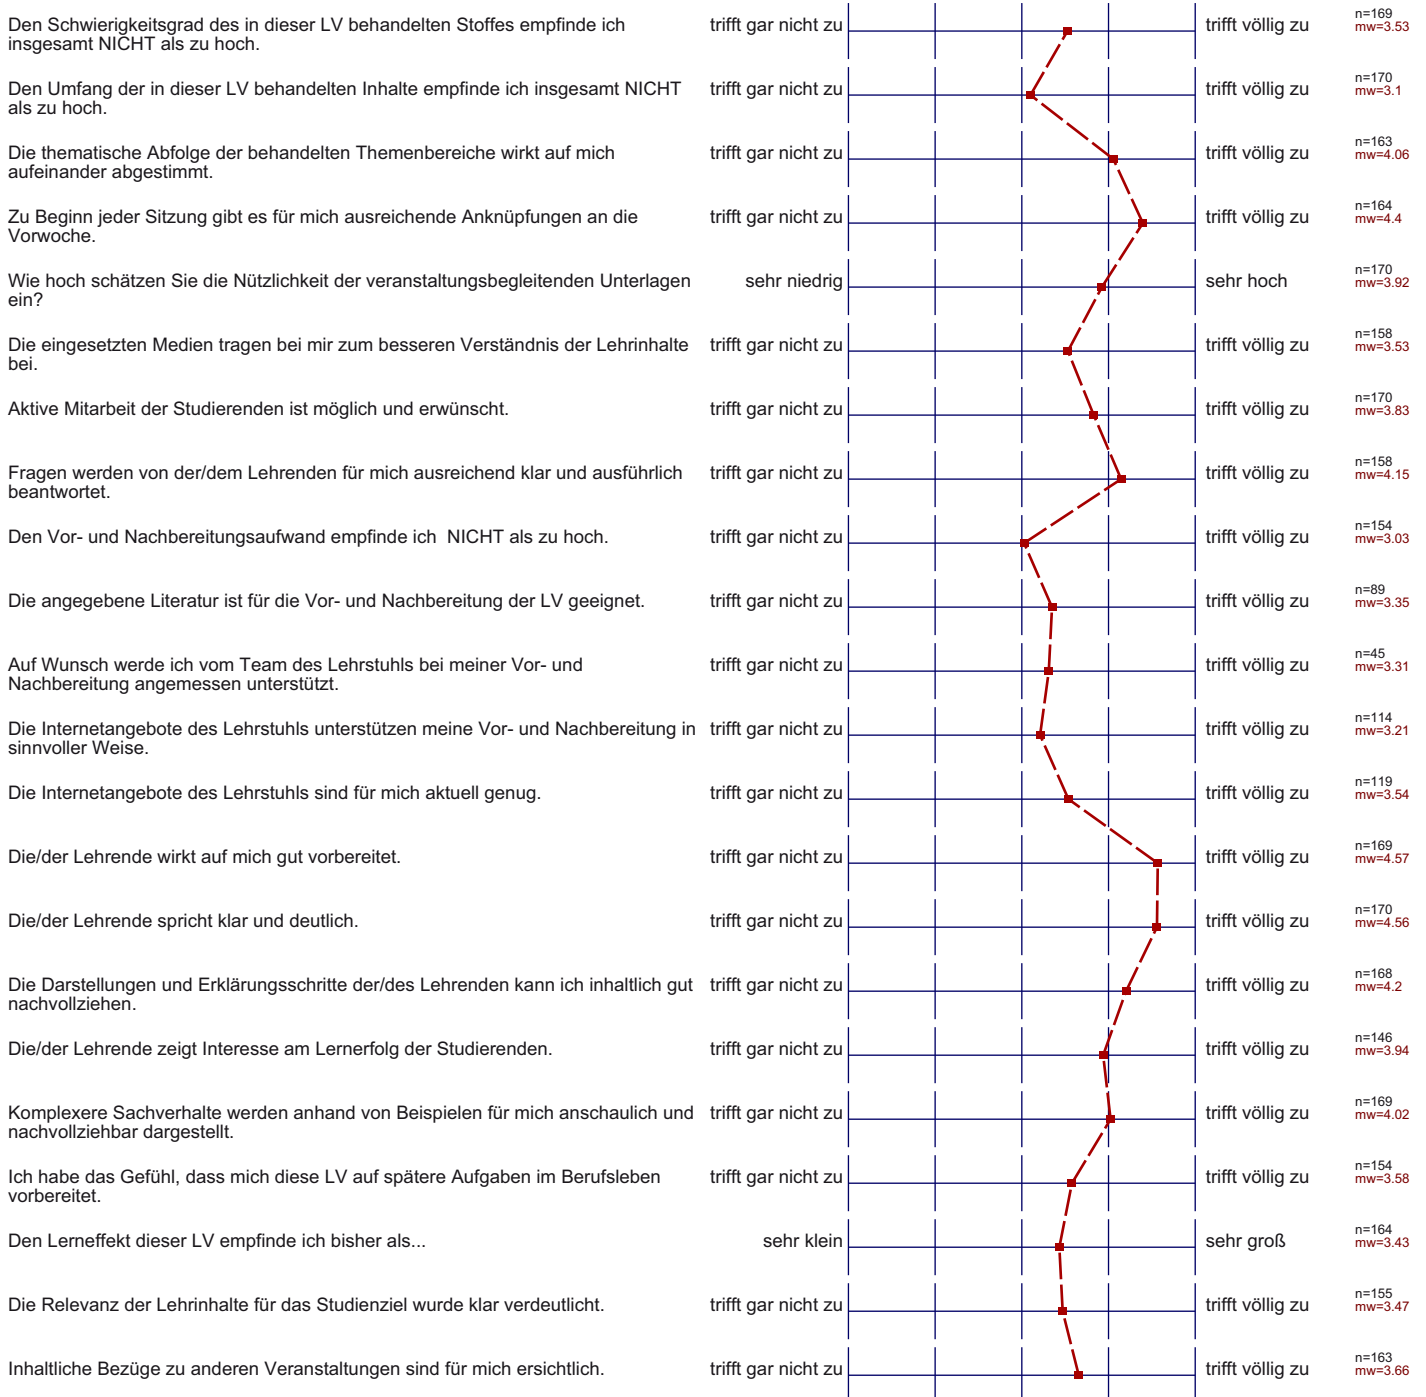 Den Schwierigkeitsgrad des in dieser LV behandelten Stoffes empfinde ich
insgesamt NICHT als zu hoch.
trifft gar nicht zu
trifft völlig zu
n=169
mw=3.53
Den Umfang der in dieser LV behandelten Inhalte empfinde ich insgesamt NICHT
als zu hoch.
trifft gar nicht zu
trifft völlig zu
n=170
mw=3.1
Die thematische Abfolge der behandelten Themenbereiche wirkt auf mich
aufeinander abgestimmt.
trifft gar nicht zu
trifft völlig zu
n=163
mw=4.06
Zu Beginn jeder Sitzung gibt es für mich ausreichende Anknüpfungen an die
Vorwoche.
trifft gar nicht zu
trifft völlig zu
n=164
mw=4.4
Wie hoch schätzen Sie die Nützlichkeit der veranstaltungsbegleitenden Unterlagen
ein?
sehr niedrig
sehr hoch
n=170
mw=3.92
Die eingesetzten Medien tragen bei mir zum besseren Verständnis der Lehrinhalte
bei.
trifft gar nicht zu
trifft völlig zu
n=158
mw=3.53
Aktive Mitarbeit der Studierenden ist möglich und erwünscht.
trifft gar nicht zu
trifft völlig zu
n=170
mw=3.83
Fragen werden von der/dem Lehrenden für mich ausreichend klar und ausführlich
beantwortet.
trifft gar nicht zu
trifft völlig zu
n=158
mw=4.15
Den Vor- und Nachbereitungsaufwand empfinde ich NICHT als zu hoch.
trifft gar nicht zu
trifft völlig zu
n=154
mw=3.03
Die angegebene Literatur ist für die Vor- und Nachbereitung der LV geeignet.
trifft gar nicht zu
trifft völlig zu
n=89
mw=3.35
Auf Wunsch werde ich vom Team des Lehrstuhls bei meiner Vor- und
Nachbereitung angemessen unterstützt.
trifft gar nicht zu
trifft völlig zu
n=45
mw=3.31
Die Internetangebote des Lehrstuhls unterstützen meine Vor- und Nachbereitung in
sinnvoller Weise.
trifft gar nicht zu
trifft völlig zu
n=114
mw=3.21
Die Internetangebote des Lehrstuhls sind für mich aktuell genug.
trifft gar nicht zu
trifft völlig zu
n=119
mw=3.54
Die/der Lehrende wirkt auf mich gut vorbereitet.
trifft gar nicht zu
trifft völlig zu
n=169
mw=4.57
Die/der Lehrende spricht klar und deutlich.
trifft gar nicht zu
trifft völlig zu
n=170
mw=4.56
Die Darstellungen und Erklärungsschritte der/des Lehrenden kann ich inhaltlich gut
nachvollziehen.
trifft gar nicht zu
trifft völlig zu
n=168
mw=4.2
Die/der Lehrende zeigt Interesse am Lernerfolg der Studierenden.
trifft gar nicht zu
trifft völlig zu
n=146
mw=3.94
Komplexere Sachverhalte werden anhand von Beispielen für mich anschaulich und
nachvollziehbar dargestellt.
trifft gar nicht zu
trifft völlig zu
n=169
mw=4.02
Ich habe das Gefühl, dass mich diese LV auf spätere Aufgaben im Berufsleben
vorbereitet.
trifft gar nicht zu
trifft völlig zu
n=154
mw=3.58
Den Lerneffekt dieser LV empfinde ich bisher als...
sehr klein
sehr groß
n=164
mw=3.43
Die Relevanz der Lehrinhalte für das Studienziel wurde klar verdeutlicht.
trifft gar nicht zu
trifft völlig zu
n=155
mw=3.47
Inhaltliche Bezüge zu anderen Veranstaltungen sind für mich ersichtlich.
trifft gar nicht zu
trifft völlig zu
n=163
mw=3.66